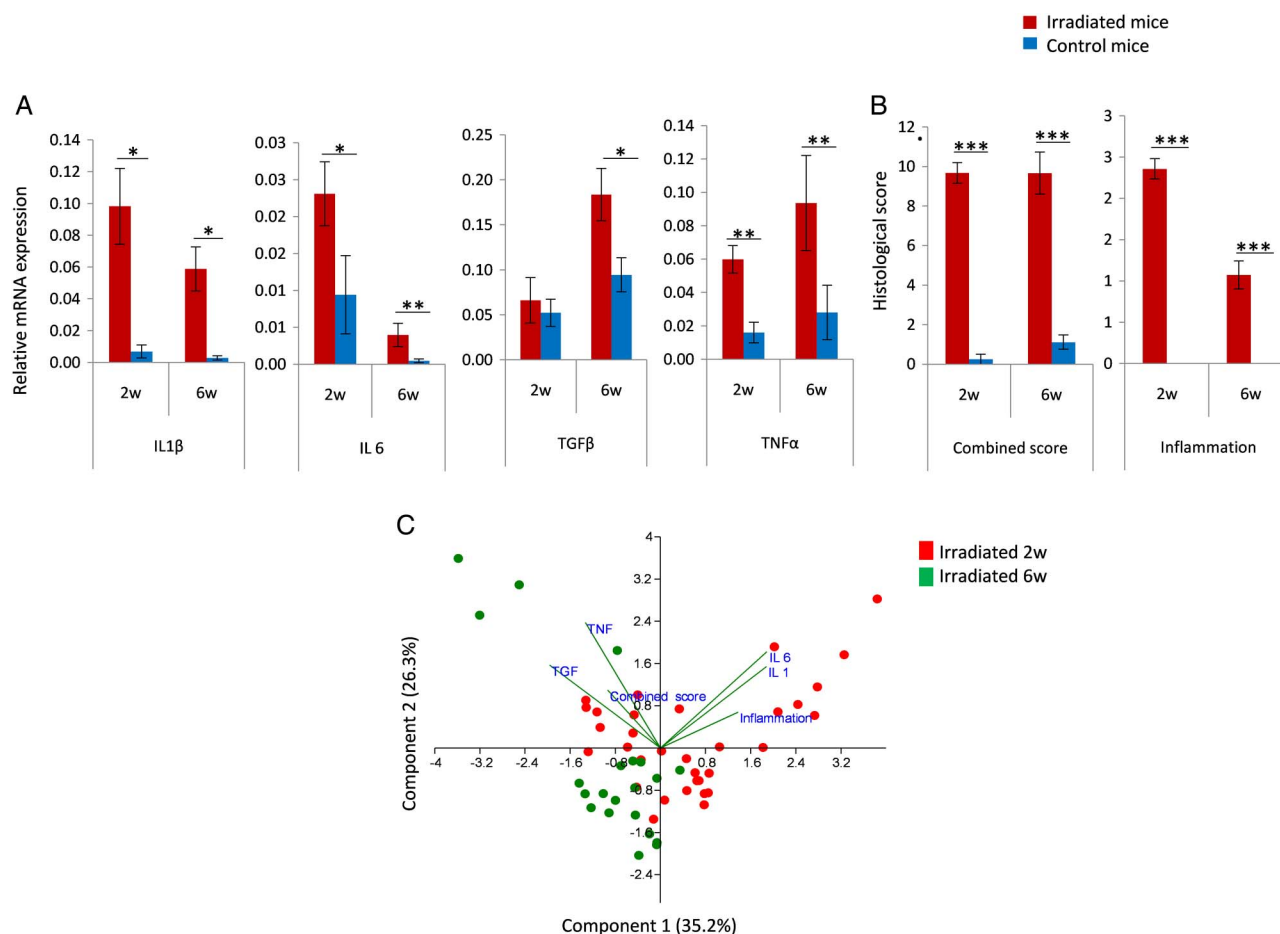 Irradiated mice
Control mice
A
B
Relative mRNA expression
0.14
0.12
0.10
0.08
0.06
0.04
0.02
0.00
*
*
2w 6w
IL1β
0.03
0.03
0.02
0.02
0.01
0.01
0.00
*
**
2w 6w
IL 6
0.25
0.20
0.15
0.10
0.05
0.00
*
2w 6w
TGFβ
0.14
0.12
0.10
0.08
0.06
0.04
0.02
0.00
**
**
2w 6w
TNFα
Histological score
12
10
8
6
4
2
0
***
***
2w 6w
Combined score
3
3
2
2
1
1
0
***
***
2w 6w
Inflammation
C
Irradiated 2w
Irradiated 6w
Component 2 (26.3%)
4
3.2
2.4
1.6
0.8
-0.8
-1.6
-2.4
-4 -3.2 -2.4 -1.6 -0.8 0.8 1.6 2.4 3.2
TNF
TGF
Combined score
IL 6
IL 1
Inflammation
Component 1 (35.2%)